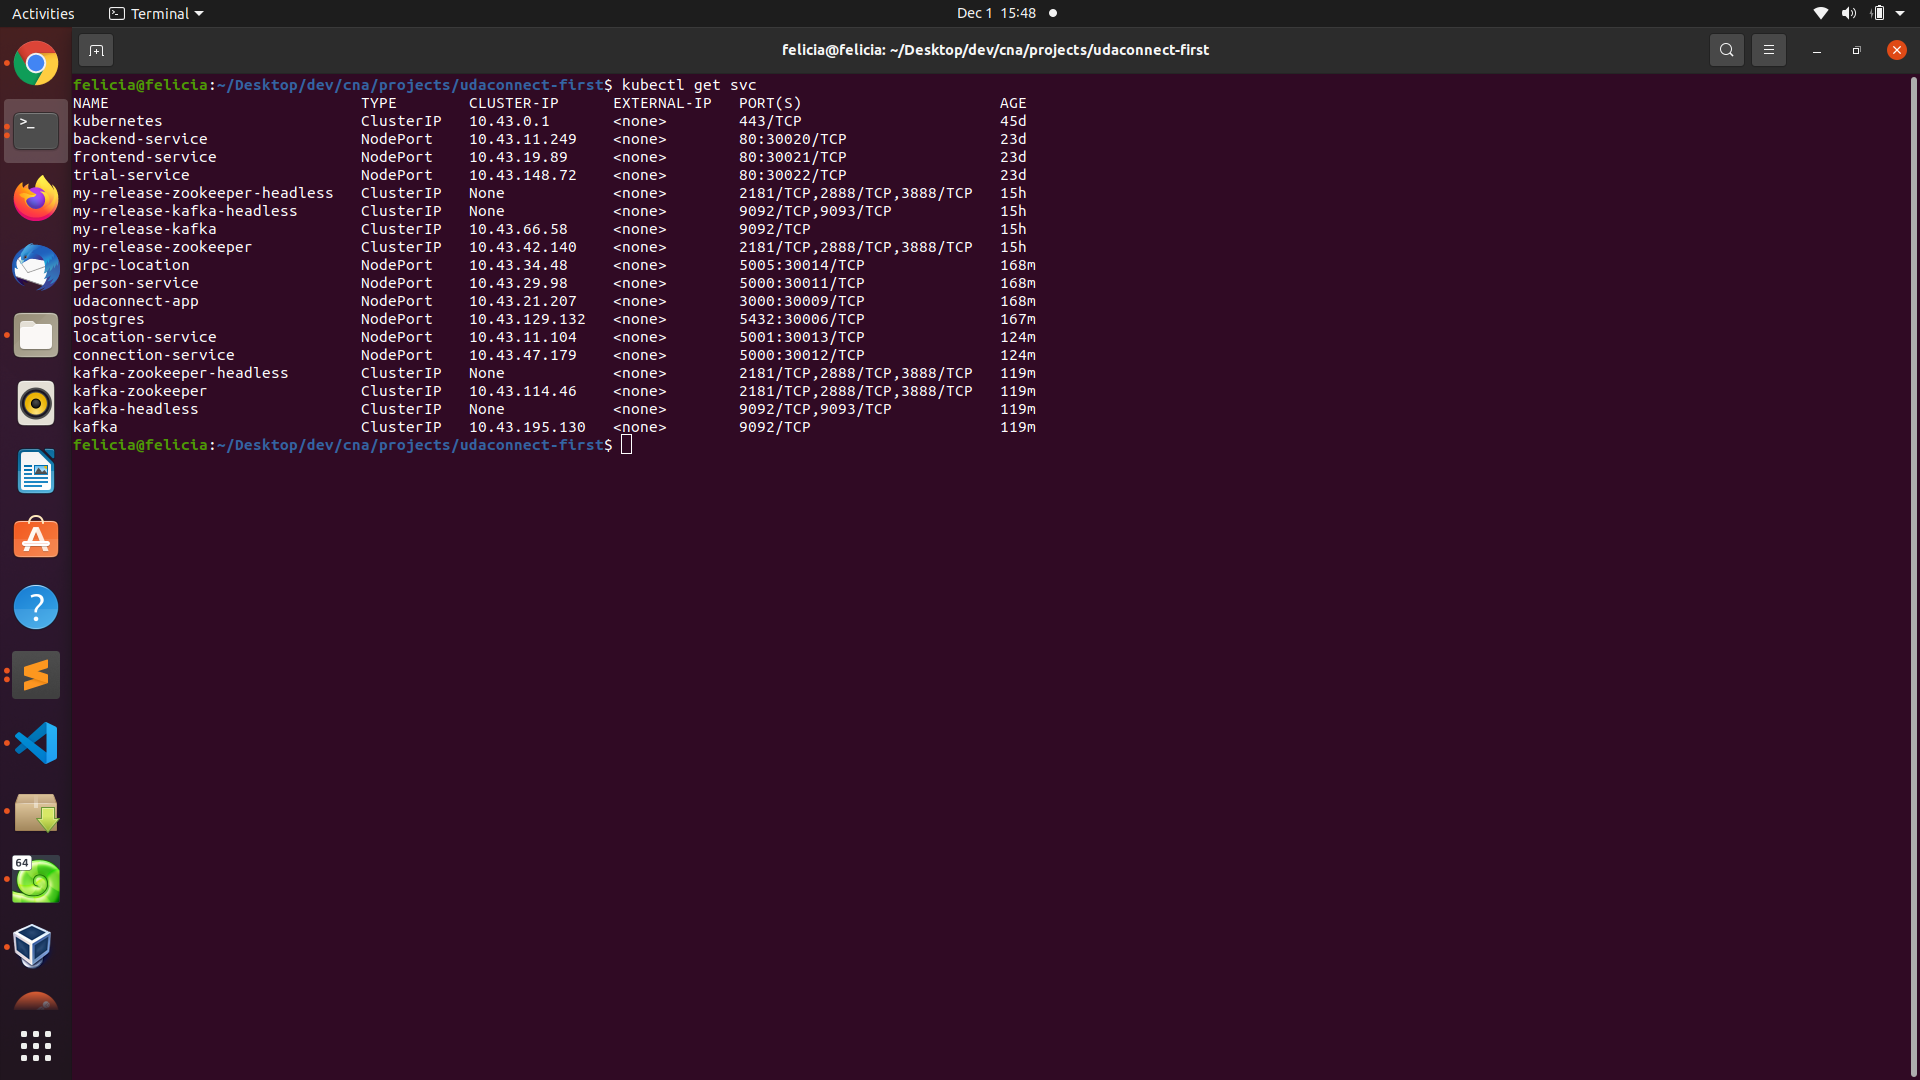 Activities Terminal Dec 1 15:48
felicia@felicia: ~/Desktop/dev/cna/projects/udaconnect-first
felicia@felicia:~/Desktop/dev/cna/projects/udaconnect-first$ kubectl get svc
NAME TYPE CLUSTER-IP EXTERNAL-IP PORT(S) AGE
kubernetes ClusterIP 10.43.0.1 <none> 443/TCP 45d
backend-service NodePort 10.43.11.249 <none> 80:30020/TCP 23d
frontend-service NodePort 10.43.19.89 <none> 80:30021/TCP 23d
trial-service NodePort 10.43.148.72 <none> 80:30022/TCP 23d
my-release-zookeeper-headless ClusterIP None <none> 2181/TCP,2888/TCP,3888/TCP 15h
my-release-kafka-headless ClusterIP None <none> 9092/TCP,9093/TCP 15h
my-release-kafka ClusterIP 10.43.66.58 <none> 9092/TCP 15h
my-release-zookeeper ClusterIP 10.43.42.140 <none> 2181/TCP,2888/TCP,3888/TCP 15h
grpc-location NodePort 10.43.34.48 <none> 5005:30014/TCP 168m
person-service NodePort 10.43.29.98 <none> 5000:30011/TCP 168m
udaconnect-app NodePort 10.43.21.207 <none> 3000:30009/TCP 168m
postgres NodePort 10.43.129.132 <none> 5432:30006/TCP 167m
location-service NodePort 10.43.11.104 <none> 5001:30013/TCP 124m
connection-service NodePort 10.43.47.179 <none> 5000:30012/TCP 124m
kafka-zookeeper-headless ClusterIP None <none> 2181/TCP,2888/TCP,3888/TCP 119m
kafka-zookeeper ClusterIP 10.43.114.46 <none> 2181/TCP,2888/TCP,3888/TCP 119m
kafka-headless ClusterIP None <none> 9092/TCP,9093/TCP 119m
kafka ClusterIP 10.43.195.130 <none> 9092/TCP 119m
felicia@felicia:~/Desktop/dev/cna/projects/udaconnect-first$
64